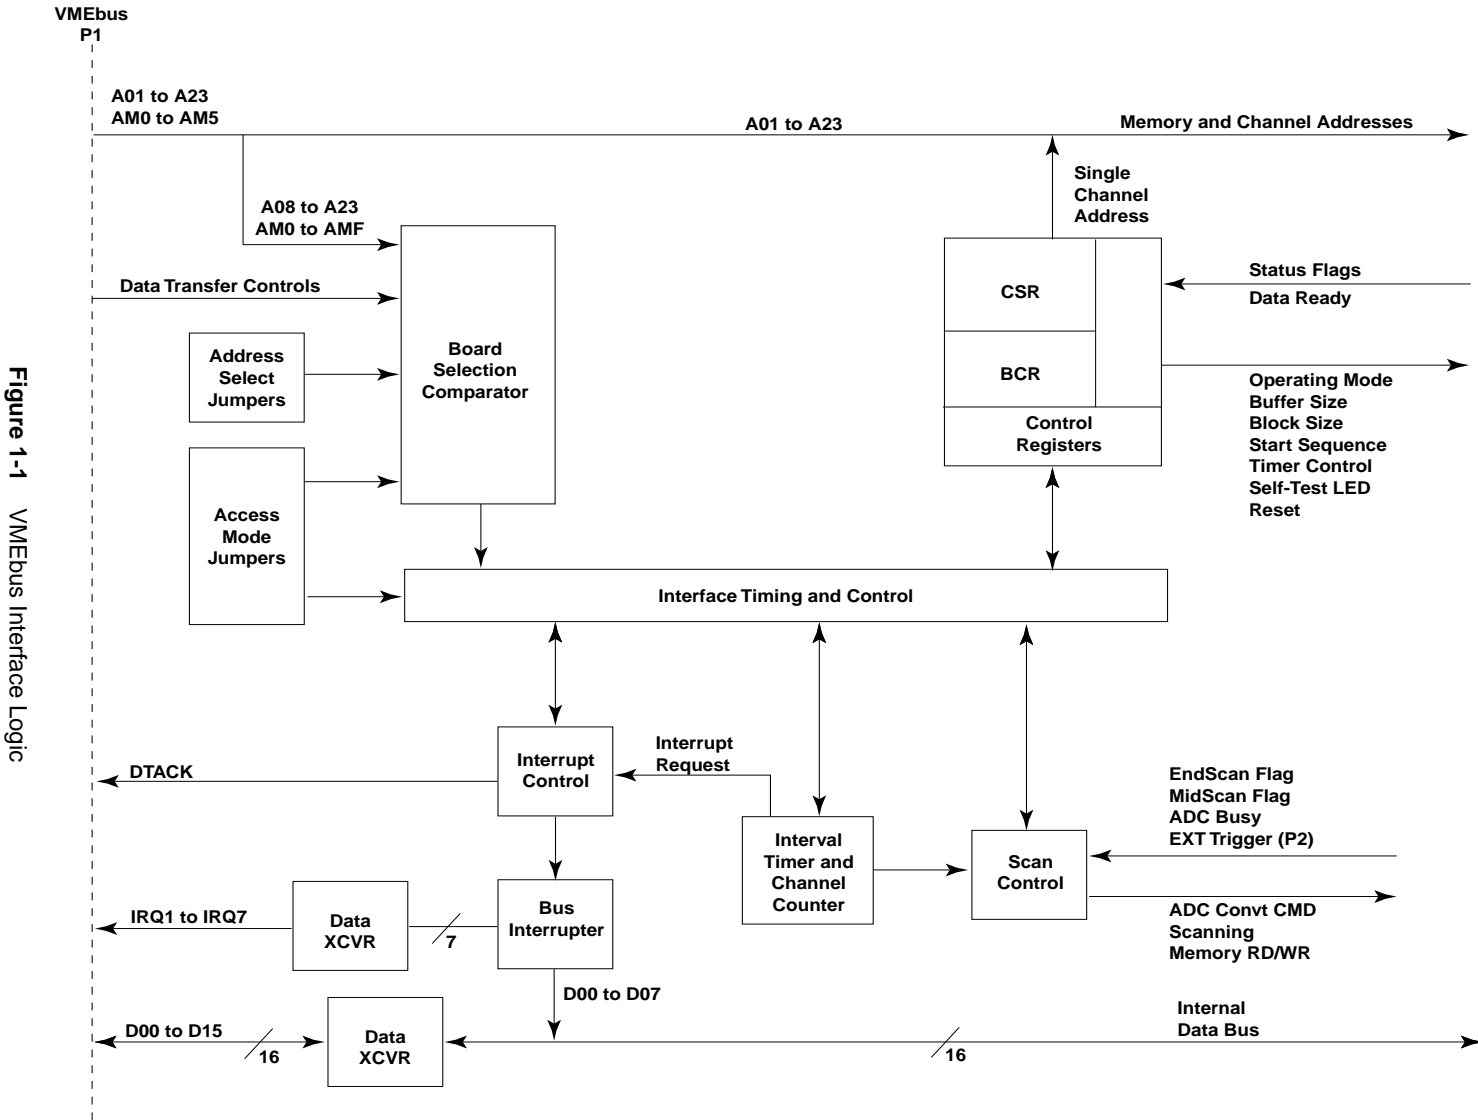 VMEbus
P1
A01 to A23
AM0 to AM5
A01 to A23
Memory and Channel Addresses
Single
Channel
Address
A08 to A23
AM0 to AMF
Data Transfer Controls
Address
Select
Jumpers
Board
Selection
Comparator
CSR
BCR
Control
Registers
Status Flags
Data Ready
Operating Mode
Buffer Size
Block Size
Start Sequence
Timer Control
Self-Test LED
Reset
Access
Mode
Jumpers
Interface Timing and Control
Interrupt
Control
Interrupt
Request
DTACK
Interval
Timer and
Channel
Counter
Scan
Control
EndScan Flag
MidScan Flag
ADC Busy
EXT Trigger (P2)
ADC Convt CMD
Scanning
Memory RD/WR
IRQ1 to IRQ7
Data
XCVR
7
Bus
Interrupter
D00 to D07
D00 to D15
16
Data
XCVR
16
Internal
Data Bus
Figure 1-1 VMEbus Interface Logic